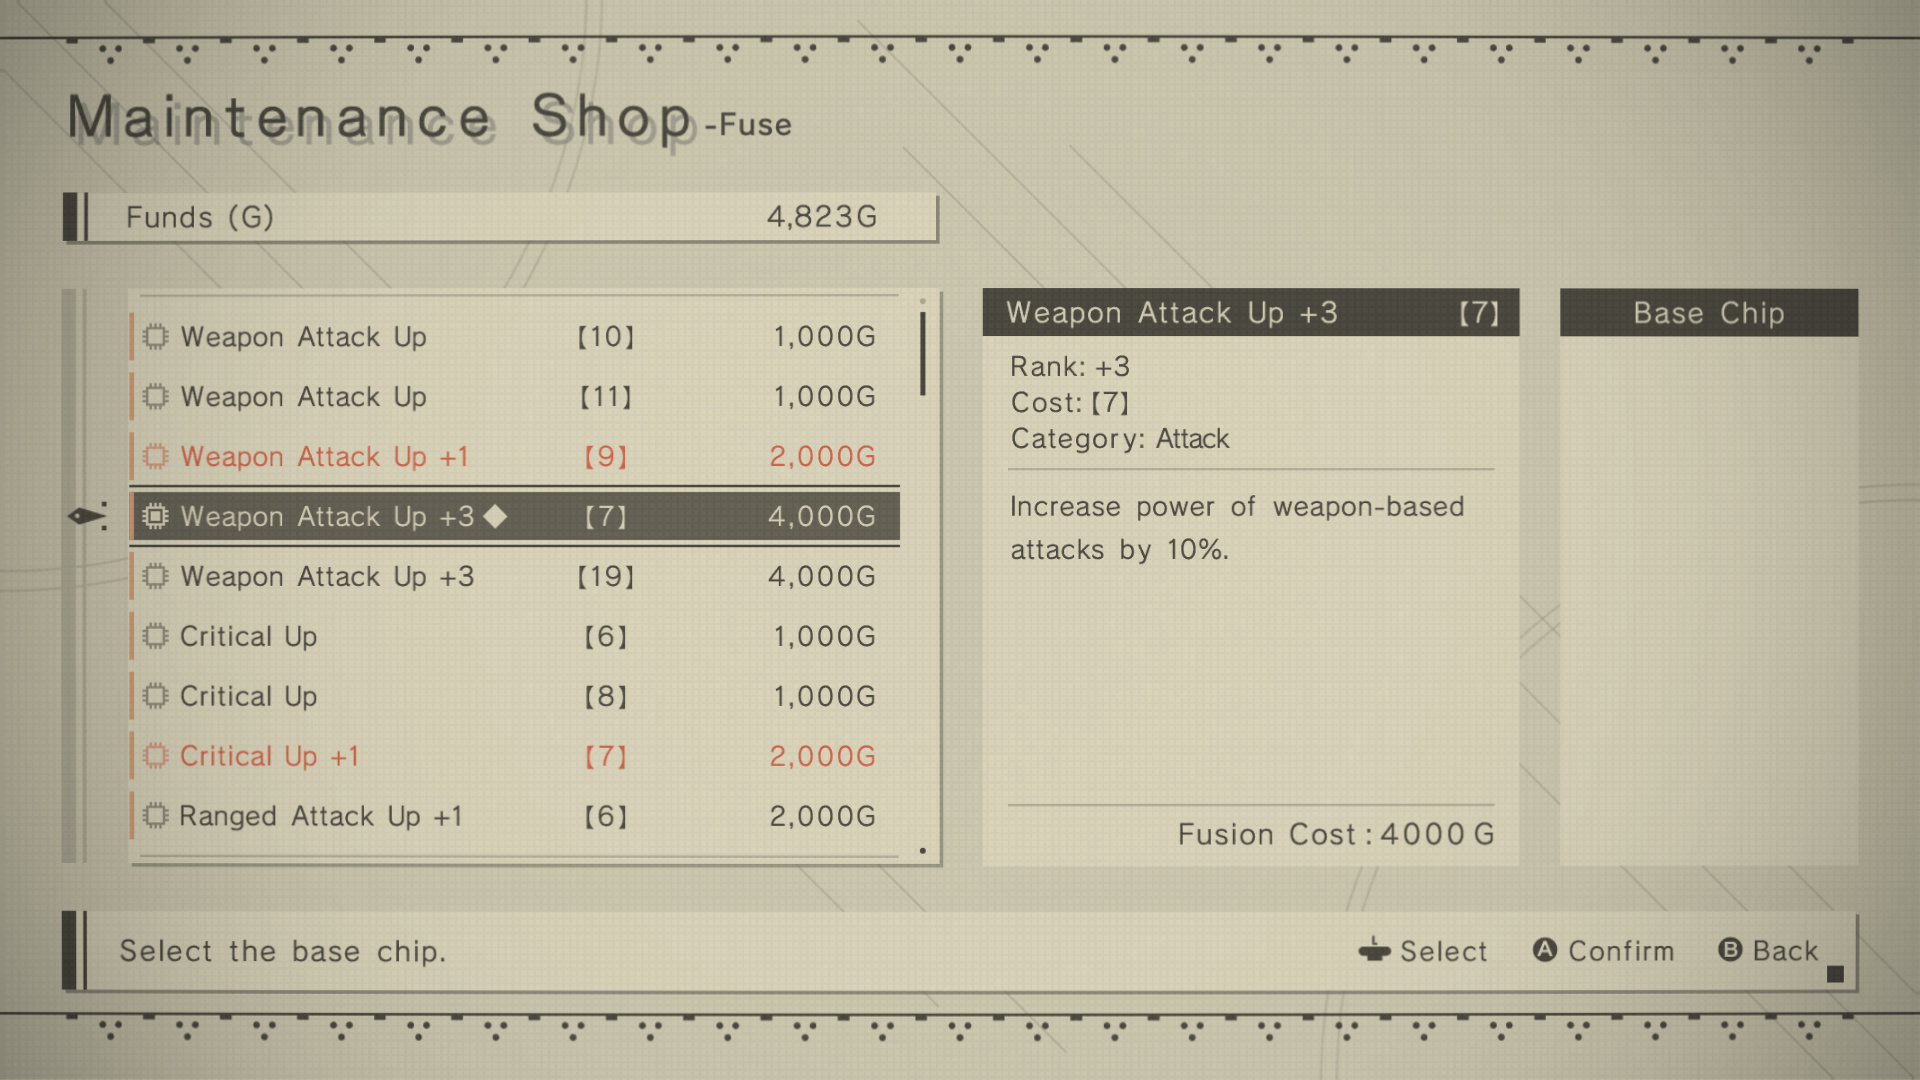 Maintenance Shop -Fuse
Funds (G) 4,823G
Weapon Attack Up 【10】 1,000G
Weapon Attack Up 【11】 1,000G
Weapon Attack Up +1 【9】 2,000G
Weapon Attack Up +3 ◆ 【7】 4,000G
Weapon Attack Up +3 【19】 4,000G
Critical Up 【6】 1,000G
Critical Up 【8】 1,000G
Critical Up +1 【7】 2,000G
Ranged Attack Up +1 【6】 2,000G
Weapon Attack Up +3 【7】
Rank: +3
Cost:【7】
Category: Attack
Increase power of weapon-based
attacks by 10%.
Fusion Cost : 4000 G
Base Chip
Select the base chip.
L Select A Confirm B Back